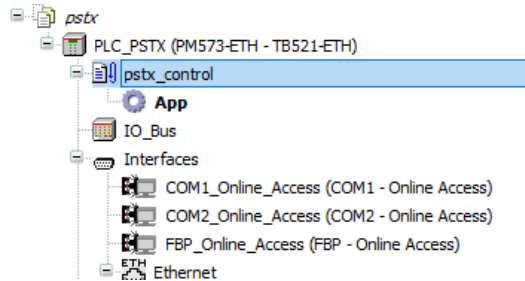 pstx
PLC_PSTX (PM573-ETH - TB521-ETH)
pstx_control
App
IO_Bus
Interfaces
COM1_Online_Access (COM1 - Online Access)
COM2_Online_Access (COM2 - Online Access)
FBP_Online_Access (FBP - Online Access)
ETH
Ethernet